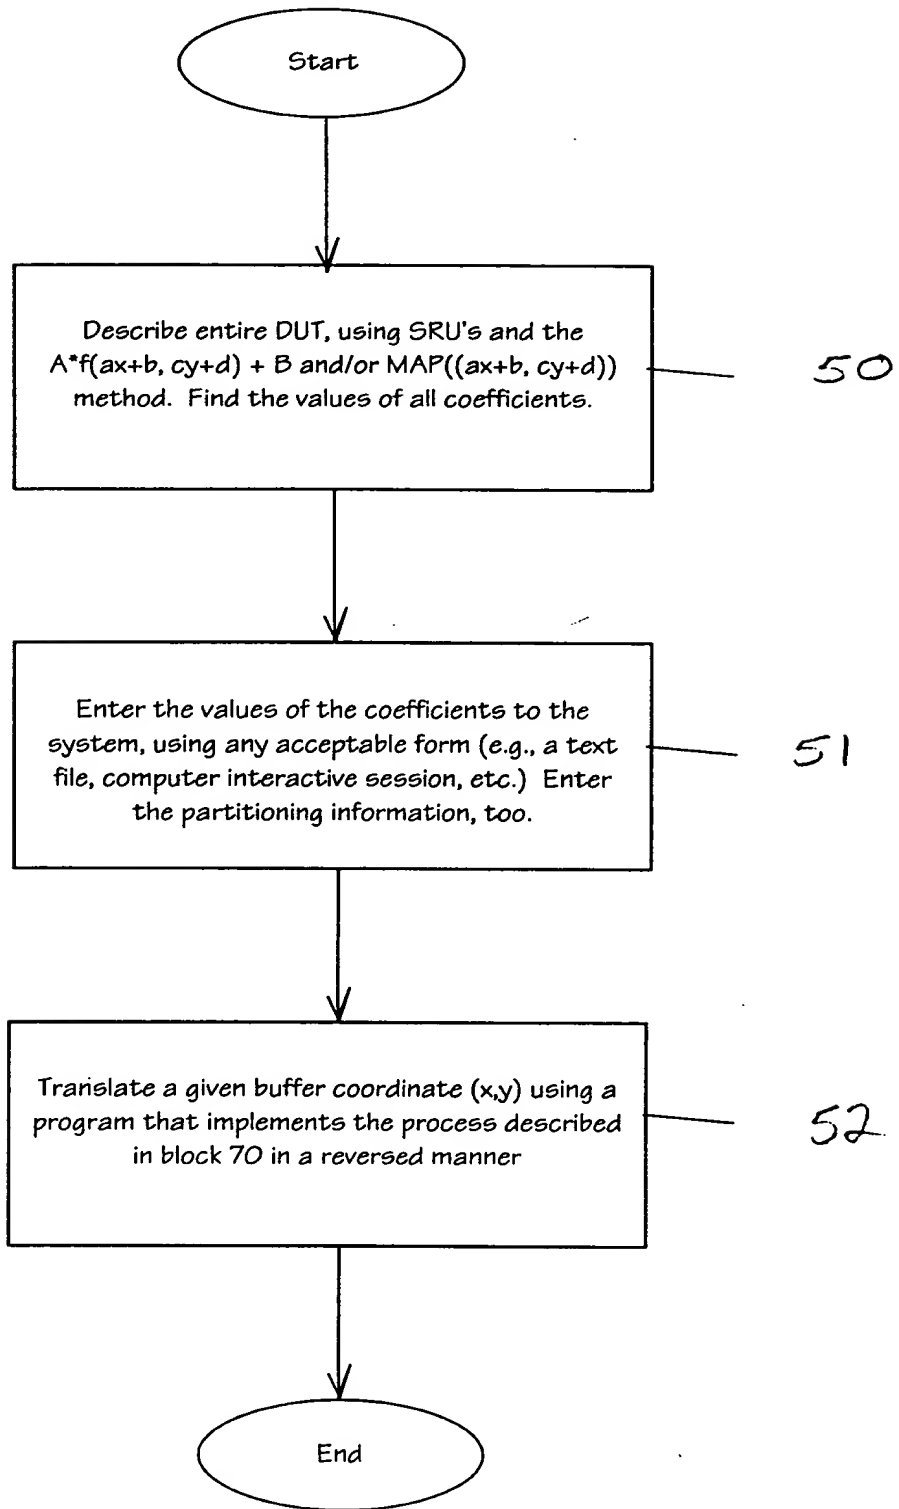 Start
Describe entire DUT, using SRU's and the
A*f(ax+b, cy+d) + B and/or MAP((ax+b, cy+d))
method. Find the values of all coefficients.
50
Enter the values of the coefficients to the
system, using any acceptable form (e.g., a text
file, computer interactive session, etc.) Enter
the partitioning information, too.
51
Translate a given buffer coordinate (x,y) using a
program that implements the process described
in block 70 in a reversed manner
52
End